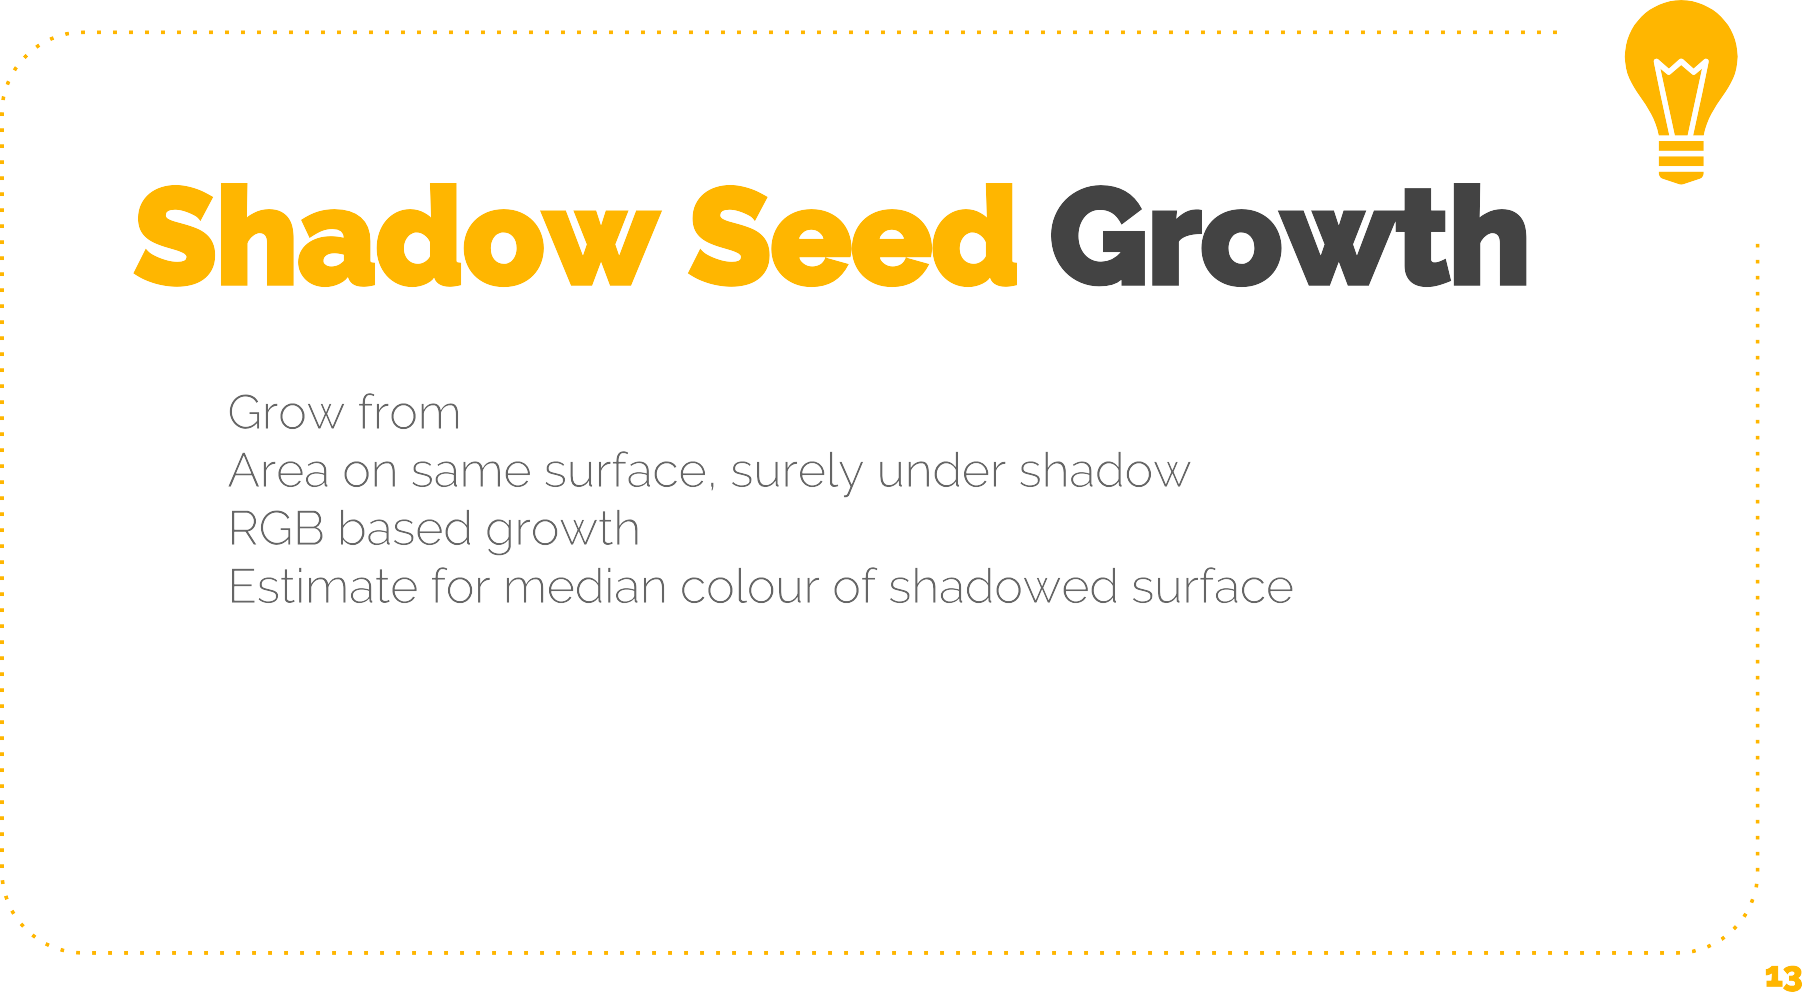 Shadow Seed Growth
Grow from
Area on same surface, surely under shadow
RGB based growth
Estimate for median colour of shadowed surface
13